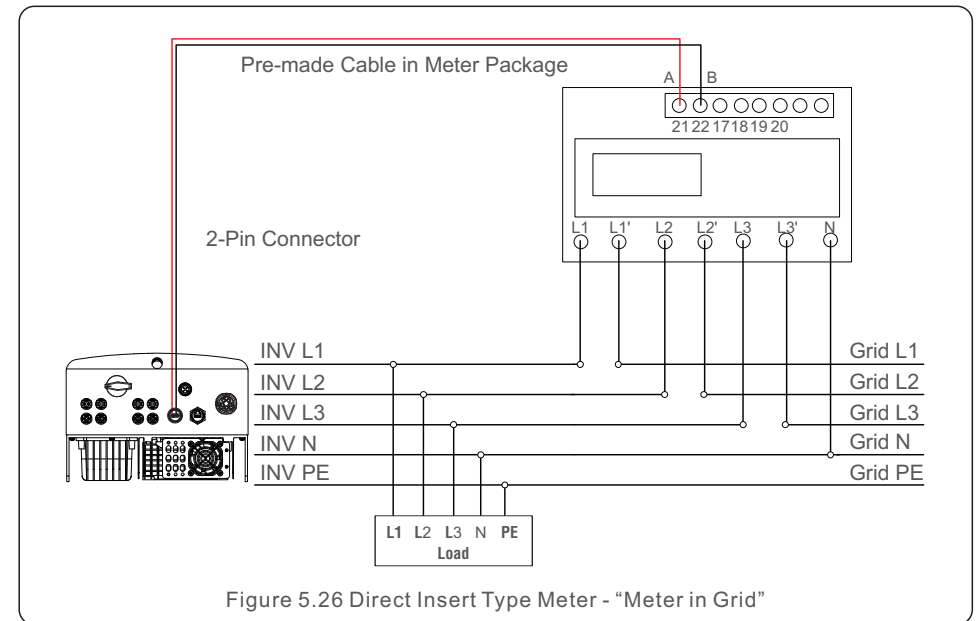 Pre-made Cable in Meter Package
A B
21 22 17 18 19 20
L1 L1' L2 L2' L3 L3' N
2-Pin Connector
INV L1 Grid L1
INV L2 Grid L2
INV L3 Grid L3
INV N Grid N
INV PE Grid PE
L1 L2 L3 N PE
Load
Figure 5.26 Direct Insert Type Meter - “Meter in Grid”